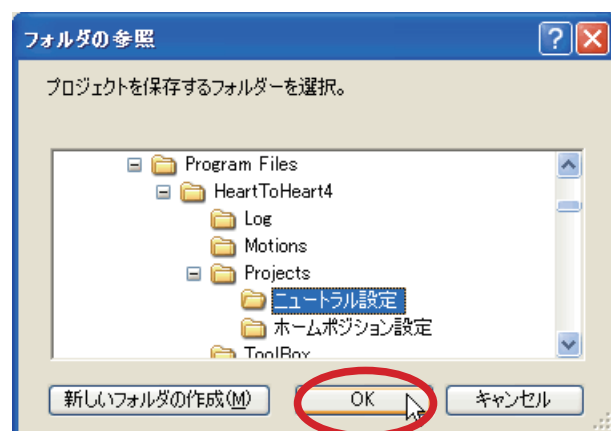 フォルダの参照
プロジェクトを保存するフォルダーを選択。
Program Files
HeartToHeart4
Log
Motions
Projects
ニュートラル設定
ホームポジション設定
ToolBox
新しいフォルダの作成(M) OK キャンセル